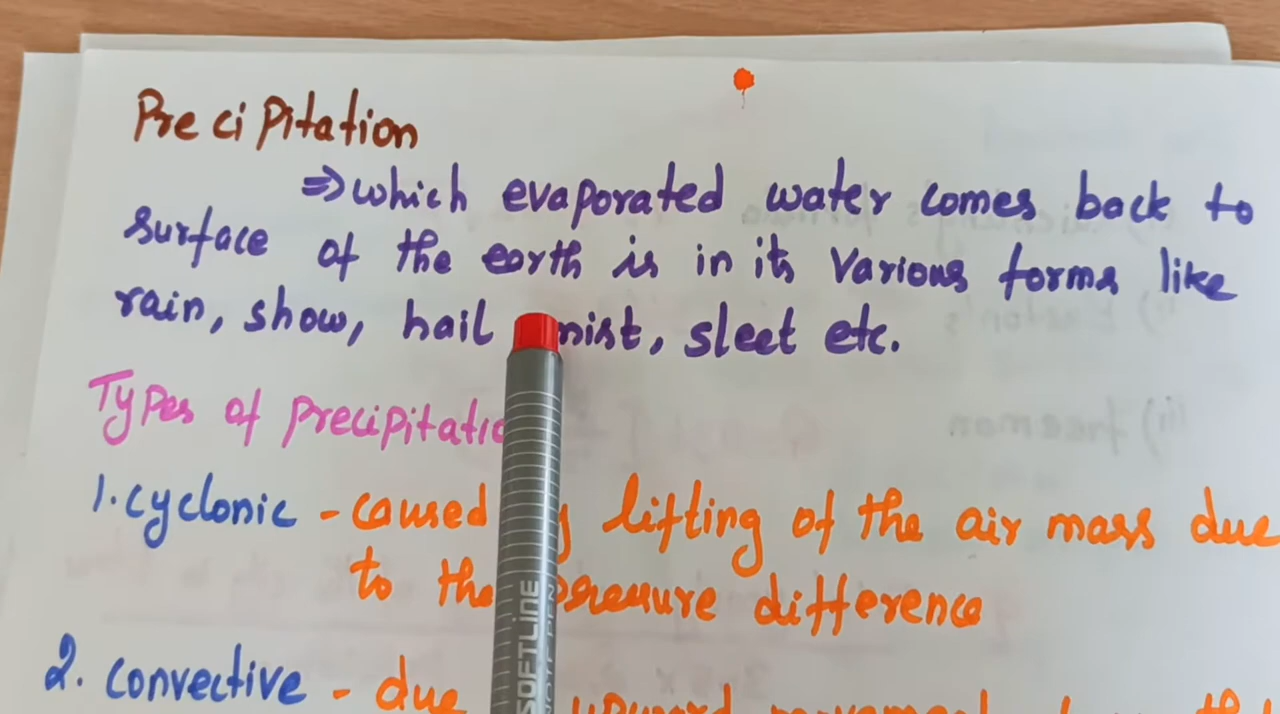 Precipitation
⇒ which evaporated water comes back to
surface of the earth is in its various forms like
rain, show, hail mist, sleet etc.
Types of precipitatio
1. cyclonic - caused lifting of the air mass due
to the pressure difference
2. convective - due upward movement
SOFTLINE